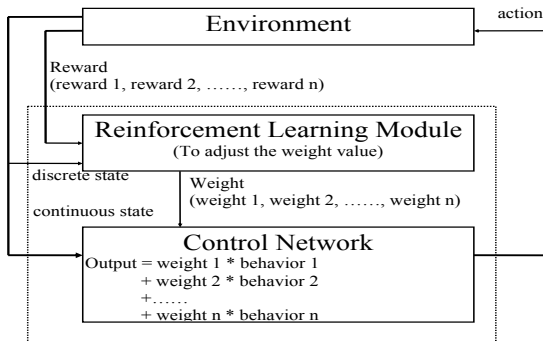 Environment
action
Reward
(reward 1, reward 2, ……, reward n)
Reinforcement Learning Module
(To adjust the weight value)
discrete state
Weight
(weight 1, weight 2, ……, weight n)
continuous state
Control Network
Output = weight 1 * behavior 1
+ weight 2 * behavior 2
+……
+ weight n * behavior n